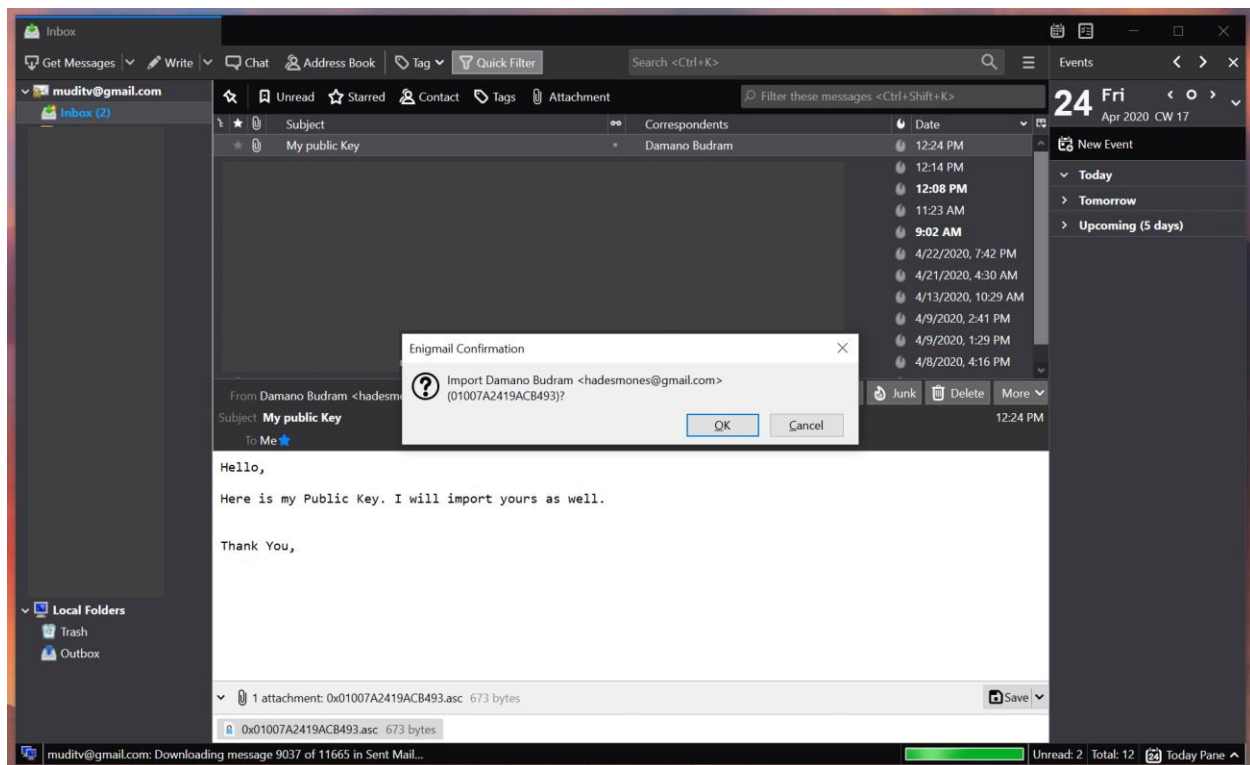 Inbox
Get Messages Write Chat Address Book Tag Quick Filter Search <Ctrl+K> Events
muditv@gmail.com
Inbox (2)
Unread Starred Contact Tags Attachment Filter these messages <Ctrl+Shift+K>
24 Fri
Apr 2020 CW 17
Subject Correspondents Date
My public Key Damano Budram 12:24 PM
New Event
12:14 PM
Today
12:08 PM
Tomorrow
11:23 AM
Upcoming (5 days)
9:02 AM
4/22/2020, 7:42 PM
4/21/2020, 4:30 AM
4/13/2020, 10:29 AM
4/9/2020, 2:41 PM
4/9/2020, 1:29 PM
4/8/2020, 4:16 PM
Enigmail Confirmation
Import Damano Budram <hadesmones@gmail.com>
(01007A2419ACB493)?
OK Cancel
From Damano Budram <hadesm
Junk Delete More
Subject My public Key 12:24 PM
To Me
Hello,
Here is my Public Key. I will import yours as well.
Thank You,
Local Folders
Trash
Outbox
1 attachment: 0x01007A2419ACB493.asc 673 bytes Save
0x01007A2419ACB493.asc 673 bytes
muditv@gmail.com: Downloading message 9037 of 11665 in Sent Mail... Unread: 2 Total: 12 Today Pane